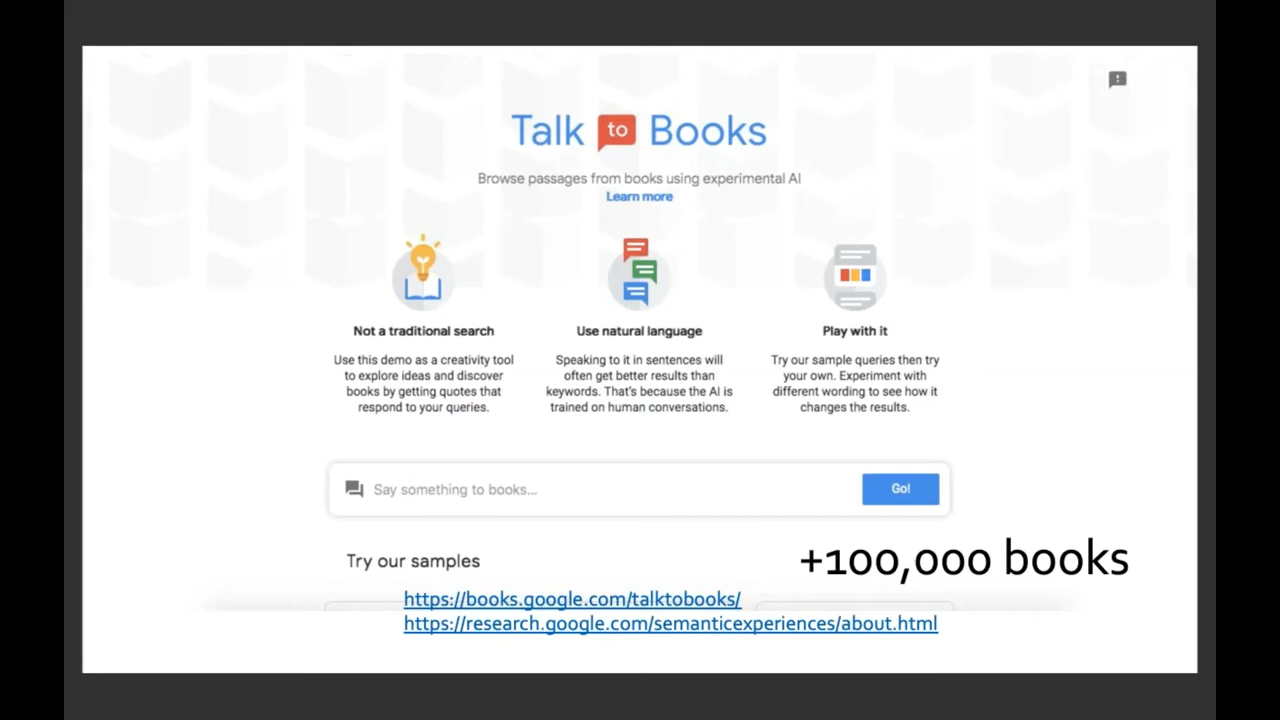 Talk to Books
Browse passages from books using experimental AI
Learn more
Not a traditional search
Use this demo as a creativity tool
to explore ideas and discover
books by getting quotes that
respond to your queries.
Use natural language
Speaking to it in sentences will
often get better results than
keywords. That's because the AI is
trained on human conversations.
Play with it
Try our sample queries then try
your own. Experiment with
different wording to see how it
changes the results.
Say something to books...
Go!
Try our samples
+100,000 books
https://books.google.com/talktobooks/
https://research.google.com/semanticexperiences/about.html